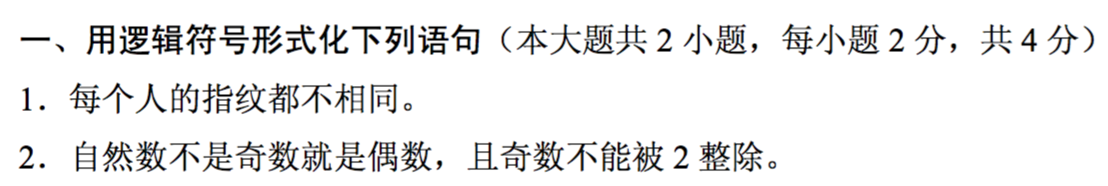 一、用逻辑符号形式化下列语句（本大题共 2 小题，每小题 2 分，共 4 分）
1．每个人的指纹都不相同。
2．自然数不是奇数就是偶数，且奇数不能被 2 整除。